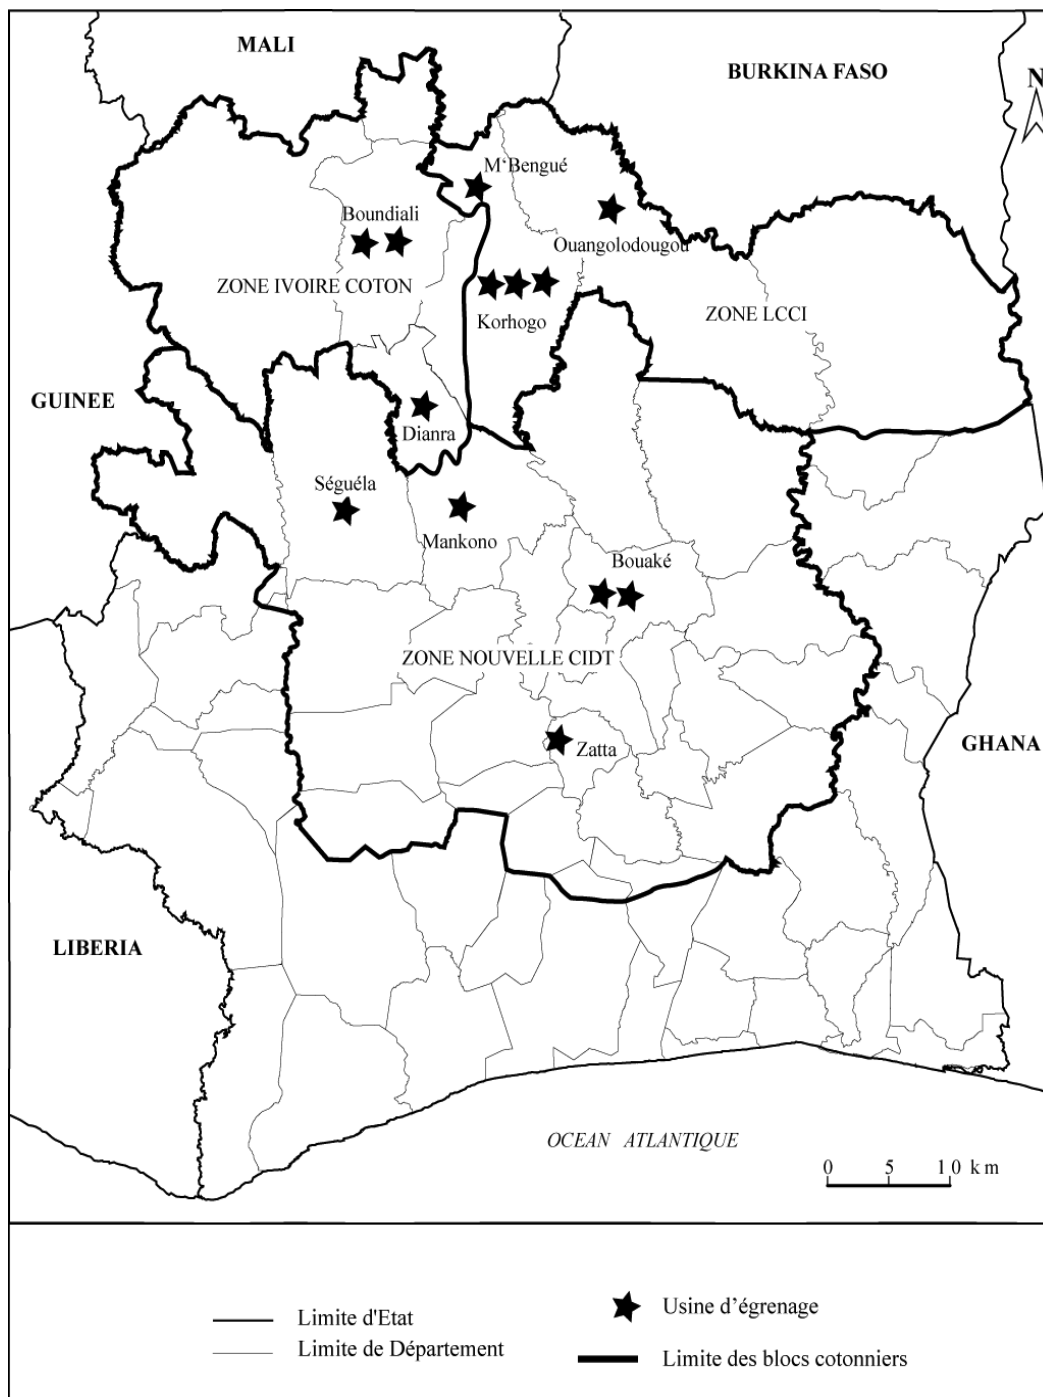 MALI
BURKINA FASO
N
M'Bengué
Boundiali
Ouangolodougou
ZONE IVOIRE COTON
ZONE LCCI
Korhogo
GUINEE
Dianra
Séguéla
Mankono
Bouaké
ZONE NOUVELLE CIDT
Zatta
GHANA
LIBERIA
OCEAN ATLANTIQUE
0 5 10 km
Limite d'Etat
Usine d’égrenage
Limite de Département
Limite des blocs cotonniers